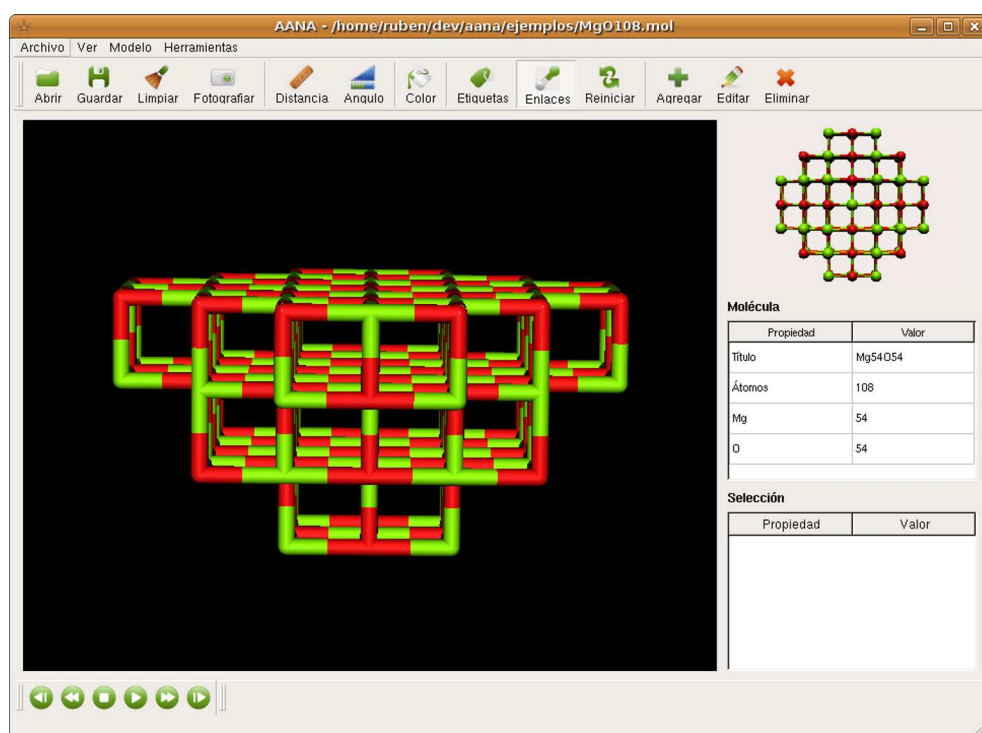 AANA - /home/ruben/dev/aana/ejemplos/MgO108.mol
Archivo Ver Modelo Herramientas
Abrir Guardar Limpiar Fotografiar Distancia Angulo Color Etiquetas Enlaces Reiniciar Agregar Editar Eliminar
Molécula
Propiedad Valor
Título Mg54O54
Átomos 108
Mg 54
O 54
Selección
Propiedad Valor